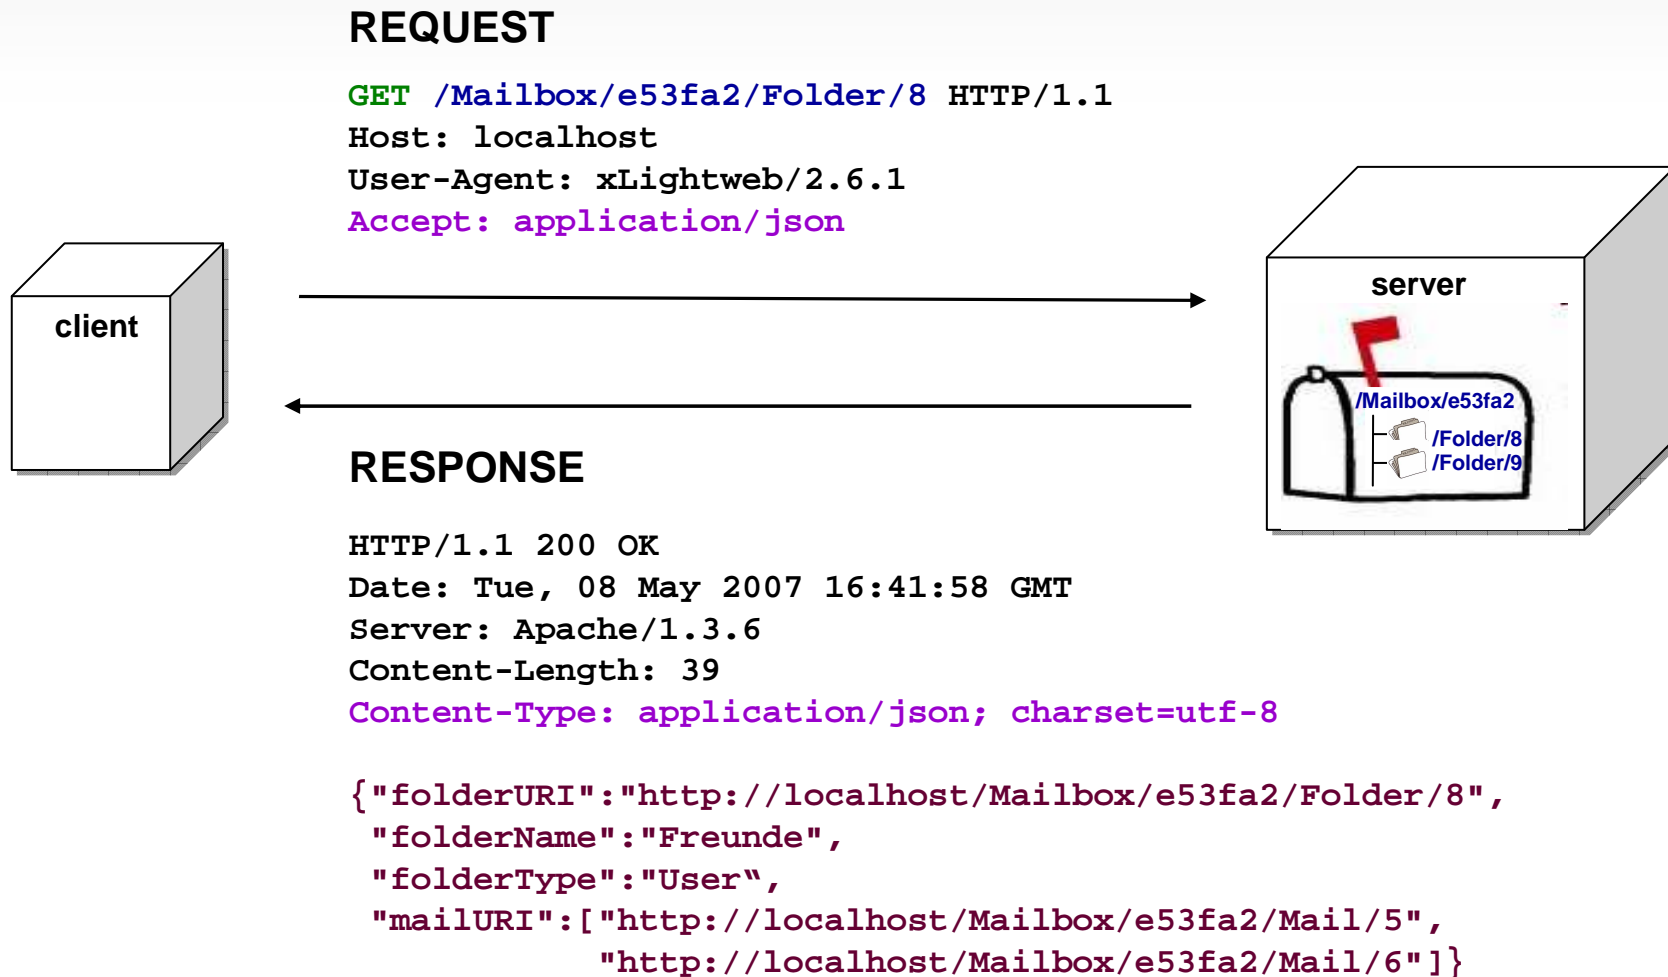 REQUEST
GET /Mailbox/e53fa2/Folder/8 HTTP/1.1
Host: localhost
User-Agent: xLightweb/2.6.1
Accept: application/json
client
server
/Mailbox/e53fa2
/Folder/8
/Folder/9
RESPONSE
HTTP/1.1 200 OK
Date: Tue, 08 May 2007 16:41:58 GMT
Server: Apache/1.3.6
Content-Length: 39
Content-Type: application/json; charset=utf-8
{"folderURI":"http://localhost/Mailbox/e53fa2/Folder/8",
"folderName":"Freunde",
"folderType":"User“,
"mailURI":["http://localhost/Mailbox/e53fa2/Mail/5",
"http://localhost/Mailbox/e53fa2/Mail/6"]}